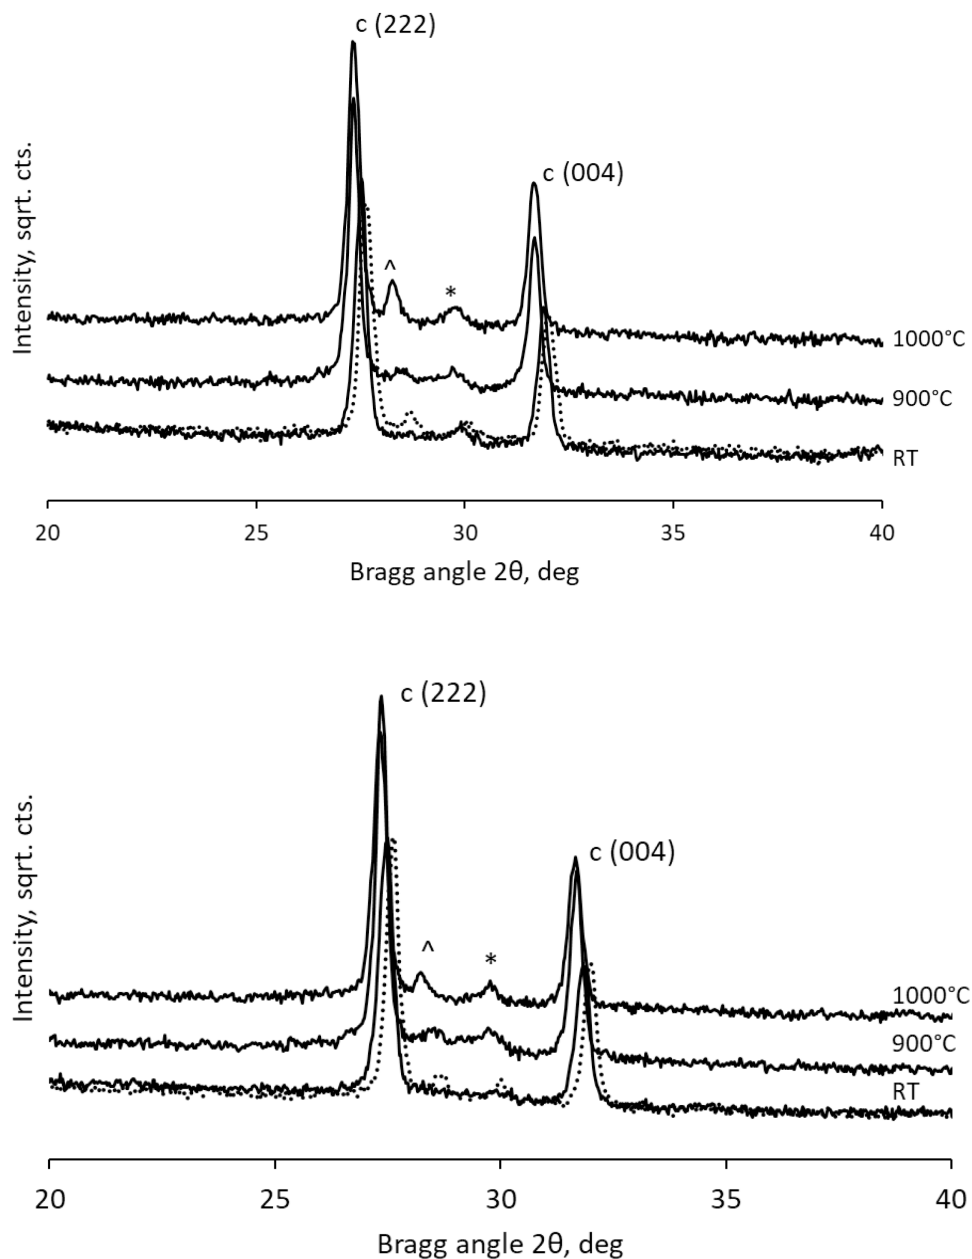 c (222)
c (004)
^
*
Intensity, sqrt. cts.
1000°C
900°C
RT
20 25 30 35 40
Bragg angle 2θ, deg
c (222)
c (004)
^
*
Intensity, sqrt. cts.
1000°C
900°C
RT
20 25 30 35 40
Bragg angle 2θ, deg